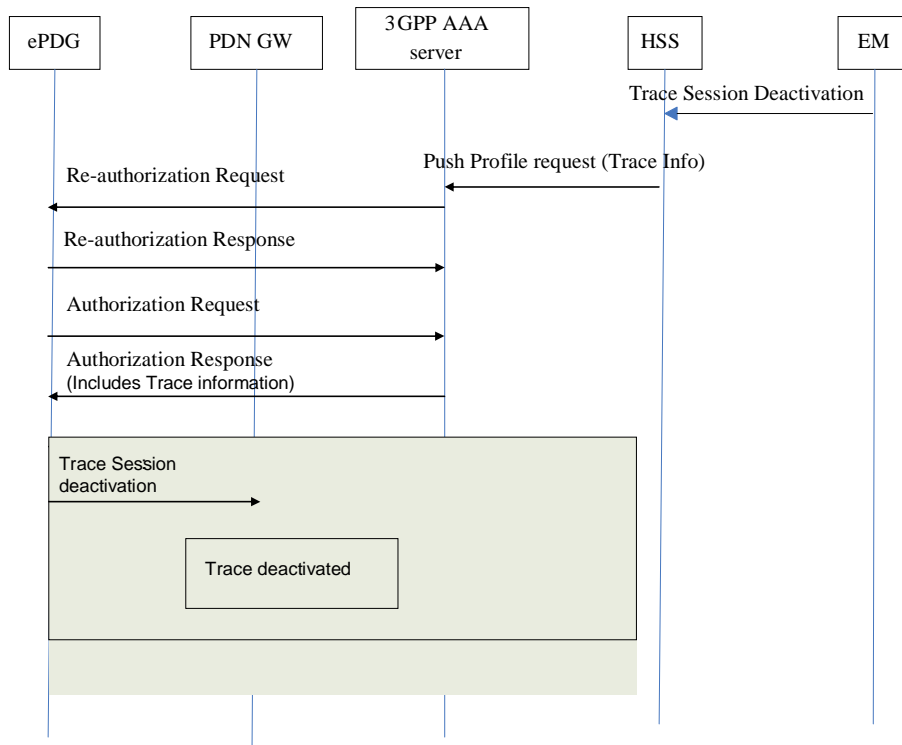 ePDG
PDN GW
3GPP AAA
server
HSS
EM
Trace Session Deactivation
Push Profile request (Trace Info)
Re-authorization Request
Re-authorization Response
Authorization Request
Authorization Response
(Includes Trace information)
Trace Session
deactivation
Trace deactivated